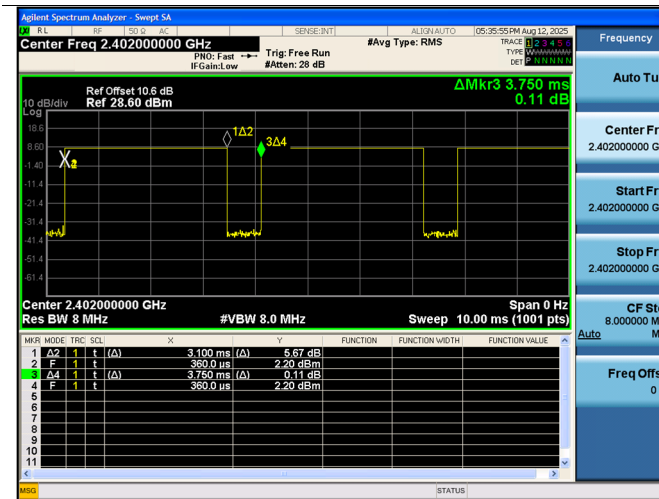 Agilent Spectrum Analyzer - Swept SA
RL RF 50 Ω AC SENSE:INT ALIGN AUTO 05:35:55 PM Aug 12, 2025
Center Freq 2.402000000 GHz #Avg Type: RMS TRACE 1 2 3 4 5 6
PNO: Fast Trig: Free Run TYPE W
IFGain:Low #Atten: 28 dB DET P N N N N N
Frequency
Auto Tu
Ref Offset 10.6 dB ΔMkr3 3.750 ms
10 dB/div Ref 28.60 dBm 0.11 dB
Log
18.6
8.60
-1.40
-11.4
-21.4
-31.4
-41.4
-51.4
-61.4
1Δ2
3Δ4
Center Fr
2.402000000 G
Start Fr
2.402000000 G
Stop Fr
2.402000000 G
Center 2.402000000 GHz Span 0 Hz
Res BW 8 MHz #VBW 8.0 MHz Sweep 10.00 ms (1001 pts)
CF St
8.000000 M
Auto M
Freq Offs
0
MKR MODE TRC SCL X Y FUNCTION FUNCTION WIDTH FUNCTION VALUE
1 Δ2 1 t (Δ) 3.100 ms (Δ) 5.67 dB
2 F 1 t 360.0 µs 2.20 dBm
3 Δ4 1 t (Δ) 3.750 ms (Δ) 0.11 dB
4 F 1 t 360.0 µs 2.20 dBm
5
6
7
8
9
10
11
MSG STATUS